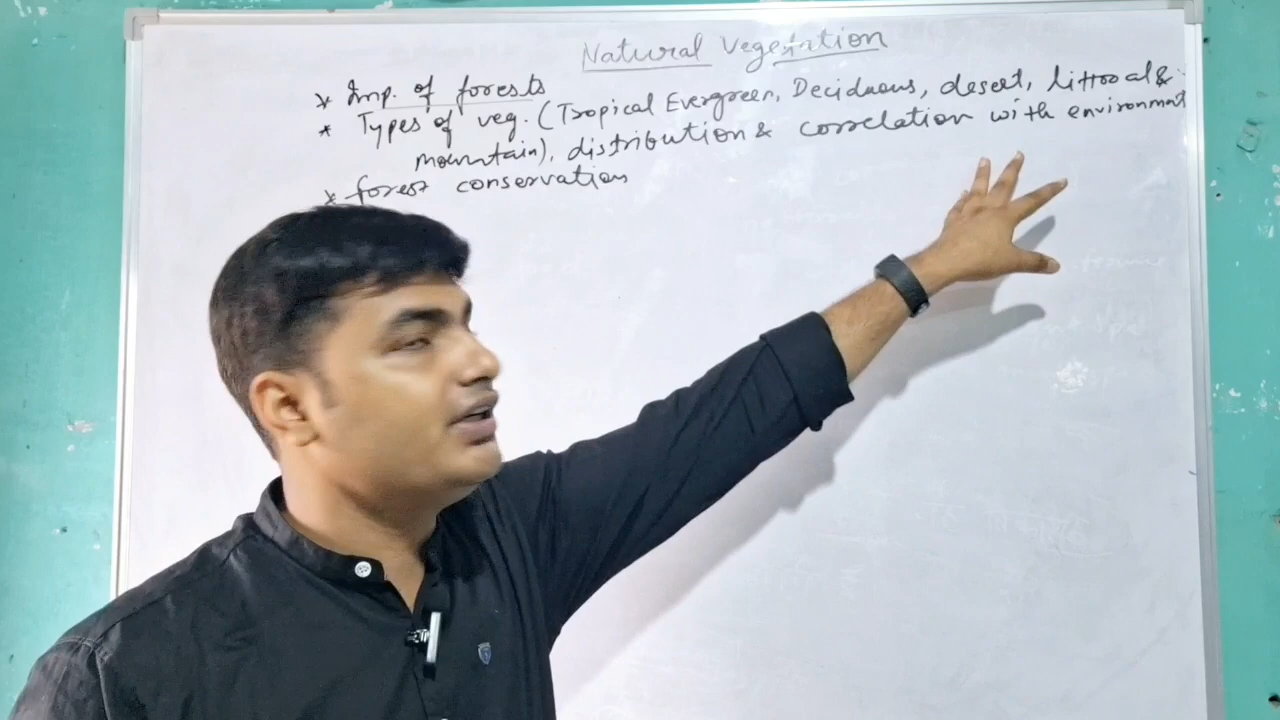 Natural Vegetation
* Imp. of forests
* Types of veg. (Tropical Evergreen, Deciduous, desert, littoral &
mountain), distribution & correlation with environment
* forest conservation